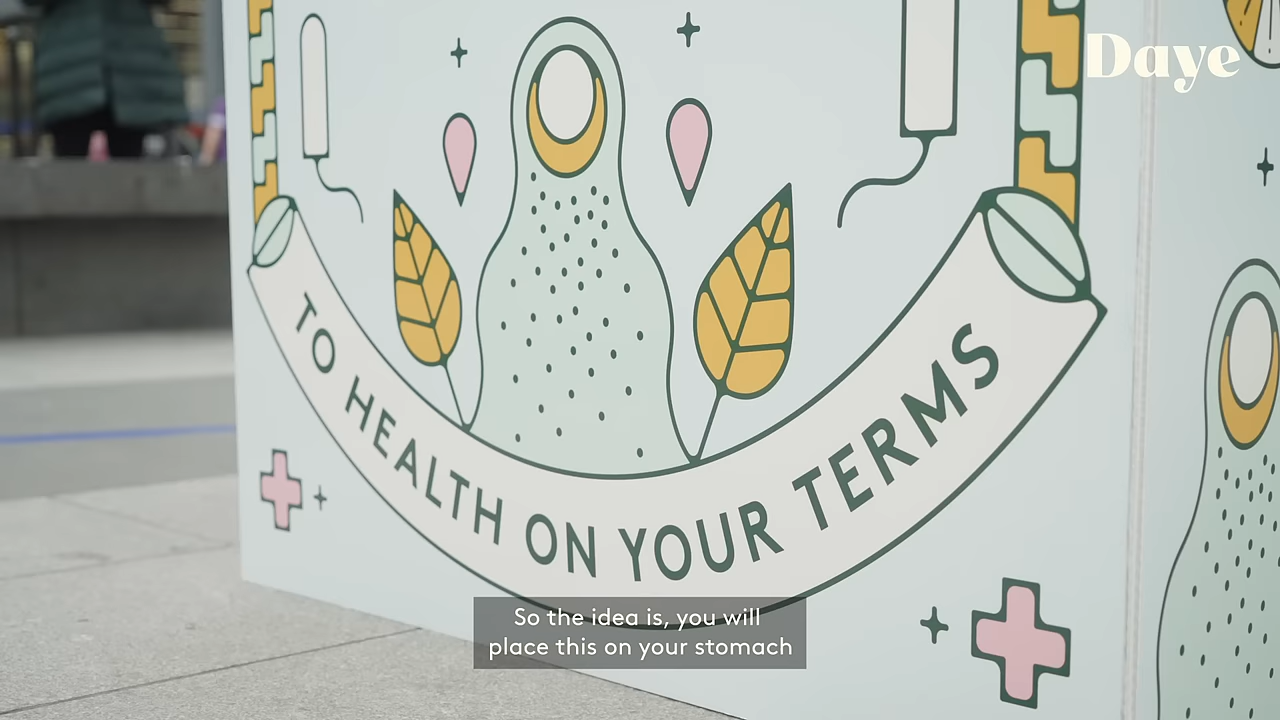 Daye
TO HEALTH ON YOUR TERMS
So the idea is, you will
place this on your stomach